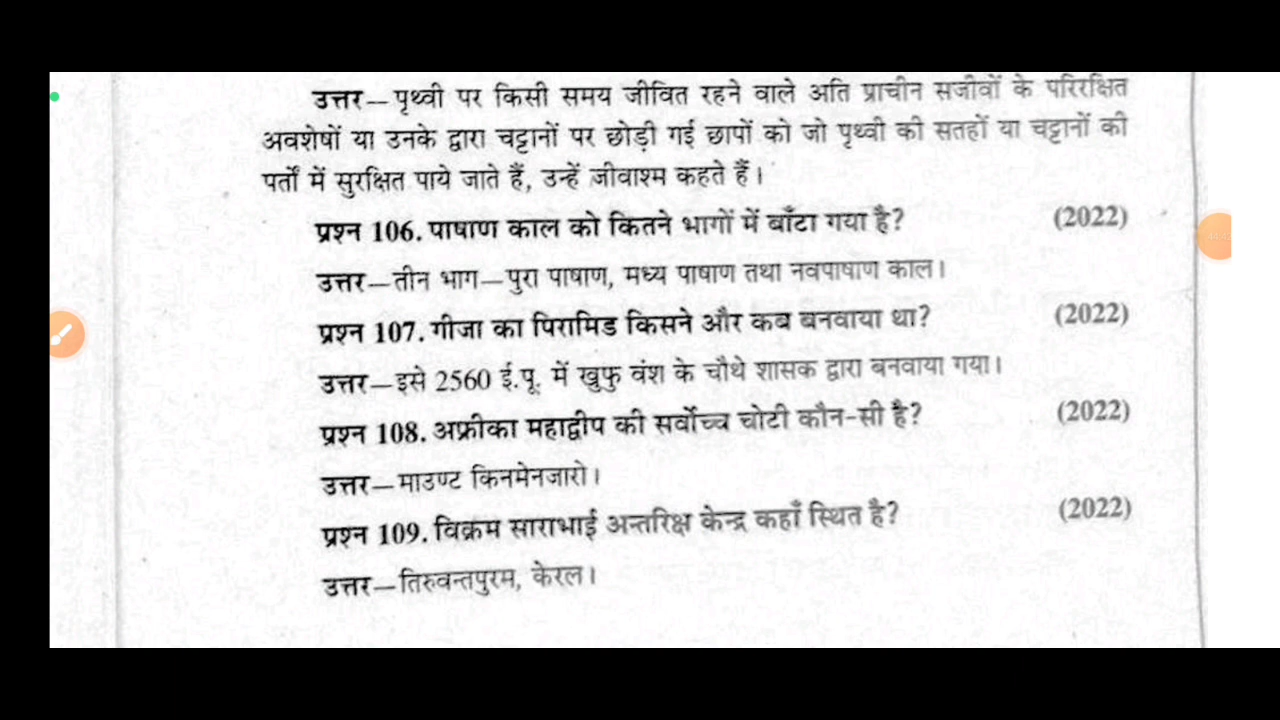 उत्तर—पृथ्वी पर किसी समय जीवित रहने वाले अति प्राचीन सजीवों के परिरक्षित
अवशेषों या उनके द्वारा चट्टानों पर छोड़ी गई छापों को जो पृथ्वी की सतहों या चट्टानों की
पर्तों में सुरक्षित पाये जाते हैं, उन्हें जीवाश्म कहते हैं।
प्रश्न 106. पाषाण काल को कितने भागों में बाँटा गया है? (2022)
उत्तर—तीन भाग—पुरा पाषाण, मध्य पाषाण तथा नवपाषाण काल।
प्रश्न 107. गीजा का पिरामिड किसने और कब बनवाया था? (2022)
उत्तर—इसे 2560 ई.पू. में खुफु वंश के चौथे शासक द्वारा बनवाया गया।
प्रश्न 108. अफ्रीका महाद्वीप की सर्वोच्च चोटी कौन-सी है? (2022)
उत्तर—माउण्ट किनमेनजारो।
प्रश्न 109. विक्रम साराभाई अन्तरिक्ष केन्द्र कहाँ स्थित है? (2022)
उत्तर—तिरुवन्तपुरम, केरल।